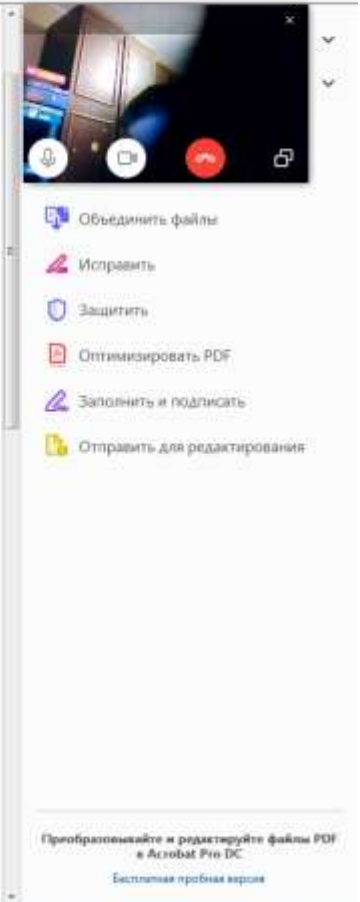 Объединить файлы
Исправить
Защитить
Оптимизировать PDF
Заполнить и подписать
Отправить для редактирования
Преобразовывайте и редактируйте файлы PDF
в Acrobat Pro DC
Бесплатная пробная версия